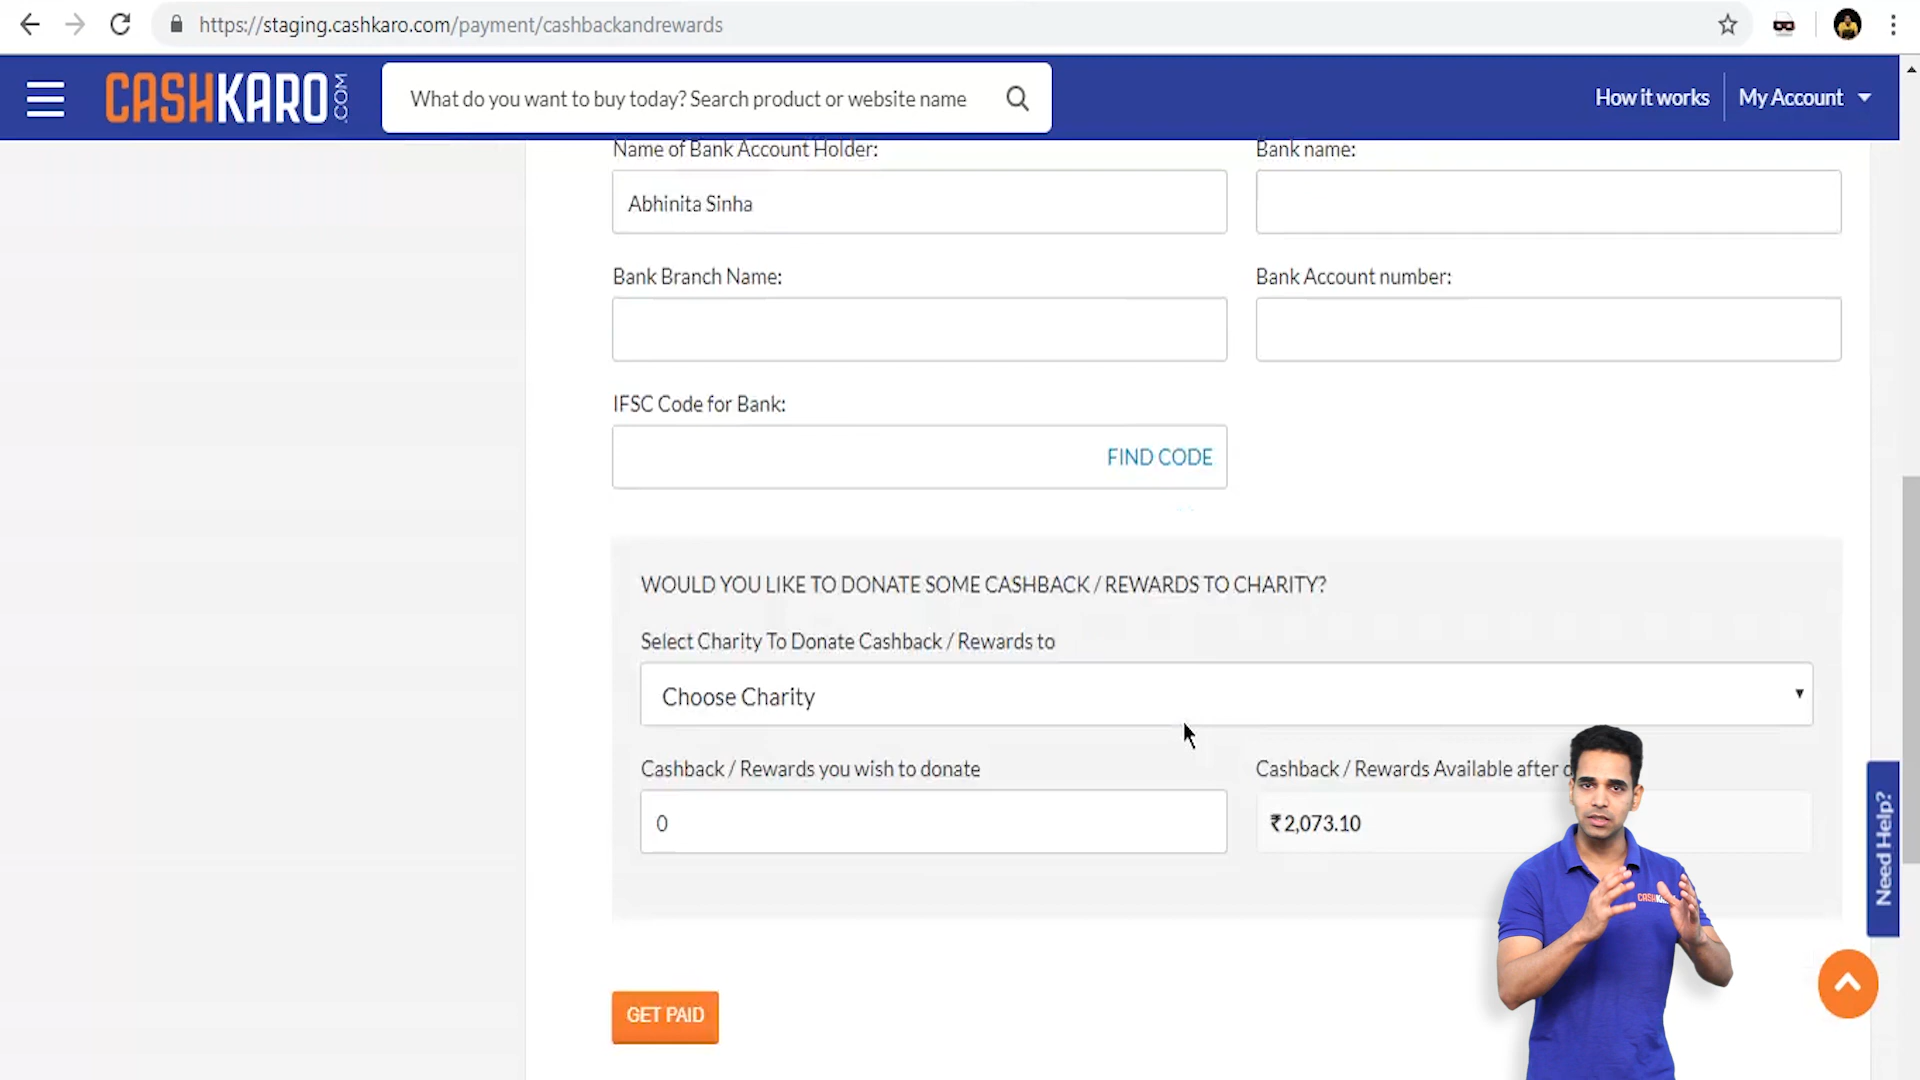 https://staging.cashkaro.com/payment/cashbackandrewards
CASHKARO.COM
What do you want to buy today? Search product or website name
How it works
My Account
Name of Bank Account Holder:
Bank name:
Abhinita Sinha
Bank Branch Name:
Bank Account number:
IFSC Code for Bank:
FIND CODE
WOULD YOU LIKE TO DONATE SOME CASHBACK / REWARDS TO CHARITY?
Select Charity To Donate Cashback / Rewards to
Choose Charity
Cashback / Rewards you wish to donate
Cashback / Rewards Available after
0
₹2,073.10
Need Help?
GET PAID